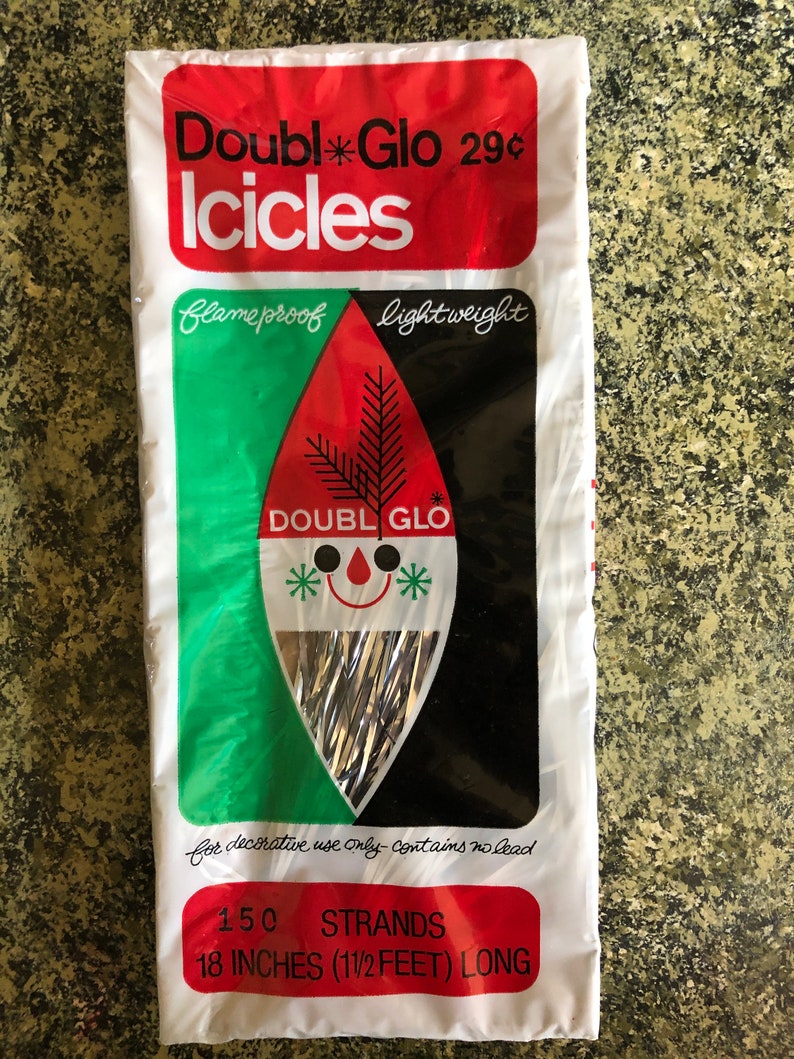 Doubl*Glo 29¢
Icicles
flameproof lightweight
DOUBL GLO*
for decorative use only - contains no lead
150 STRANDS
18 INCHES (1 1/2 FEET) LONG